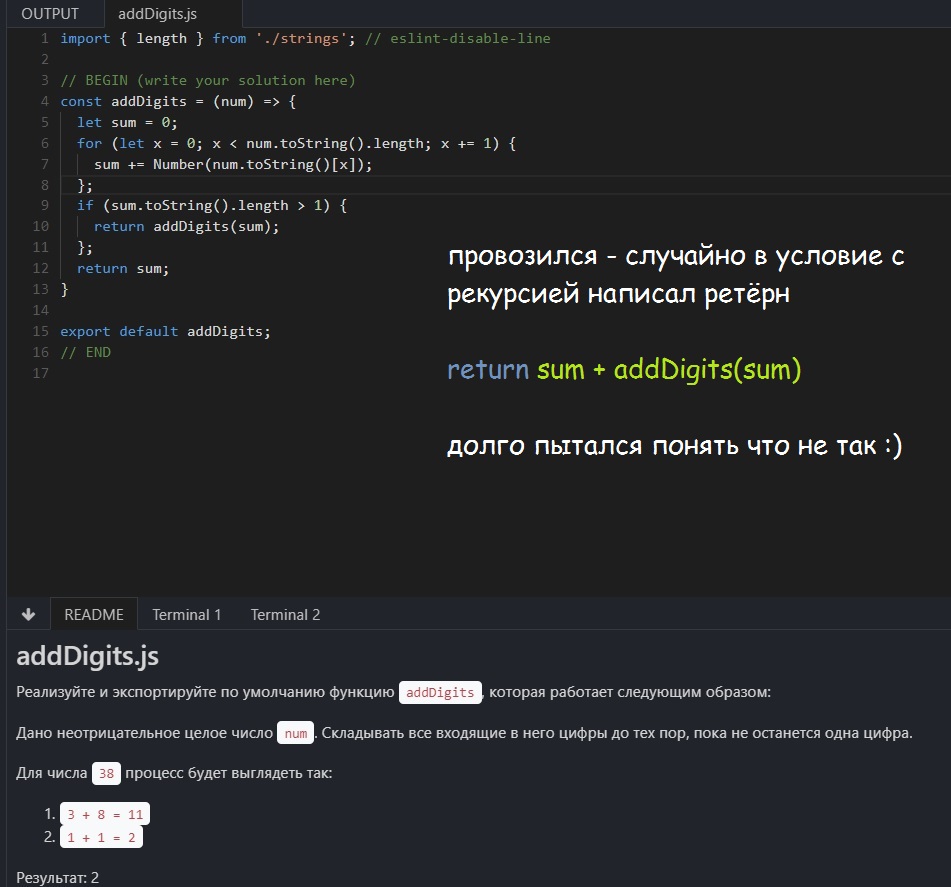 OUTPUT addDigits.js
1 import { length } from './strings'; // eslint-disable-line
2
3 // BEGIN (write your solution here)
4 const addDigits = (num) => {
5 let sum = 0;
6 for (let x = 0; x < num.toString().length; x += 1) {
7 sum += Number(num.toString()[x]);
8 };
9 if (sum.toString().length > 1) {
10 return addDigits(sum);
11 };
12 return sum;
13 }
14
15 export default addDigits;
16 // END
17
провозился - случайно в условие с
рекурсией написал ретёрн
return sum + addDigits(sum)
долго пытался понять что не так :)
README Terminal 1 Terminal 2
addDigits.js
Реализуйте и экспортируйте по умолчанию функцию addDigits, которая работает следующим образом:
Дано неотрицательное целое число num. Складывать все входящие в него цифры до тех пор, пока не останется одна цифра.
Для числа 38 процесс будет выглядеть так:
1. 3 + 8 = 11
2. 1 + 1 = 2
Результат: 2